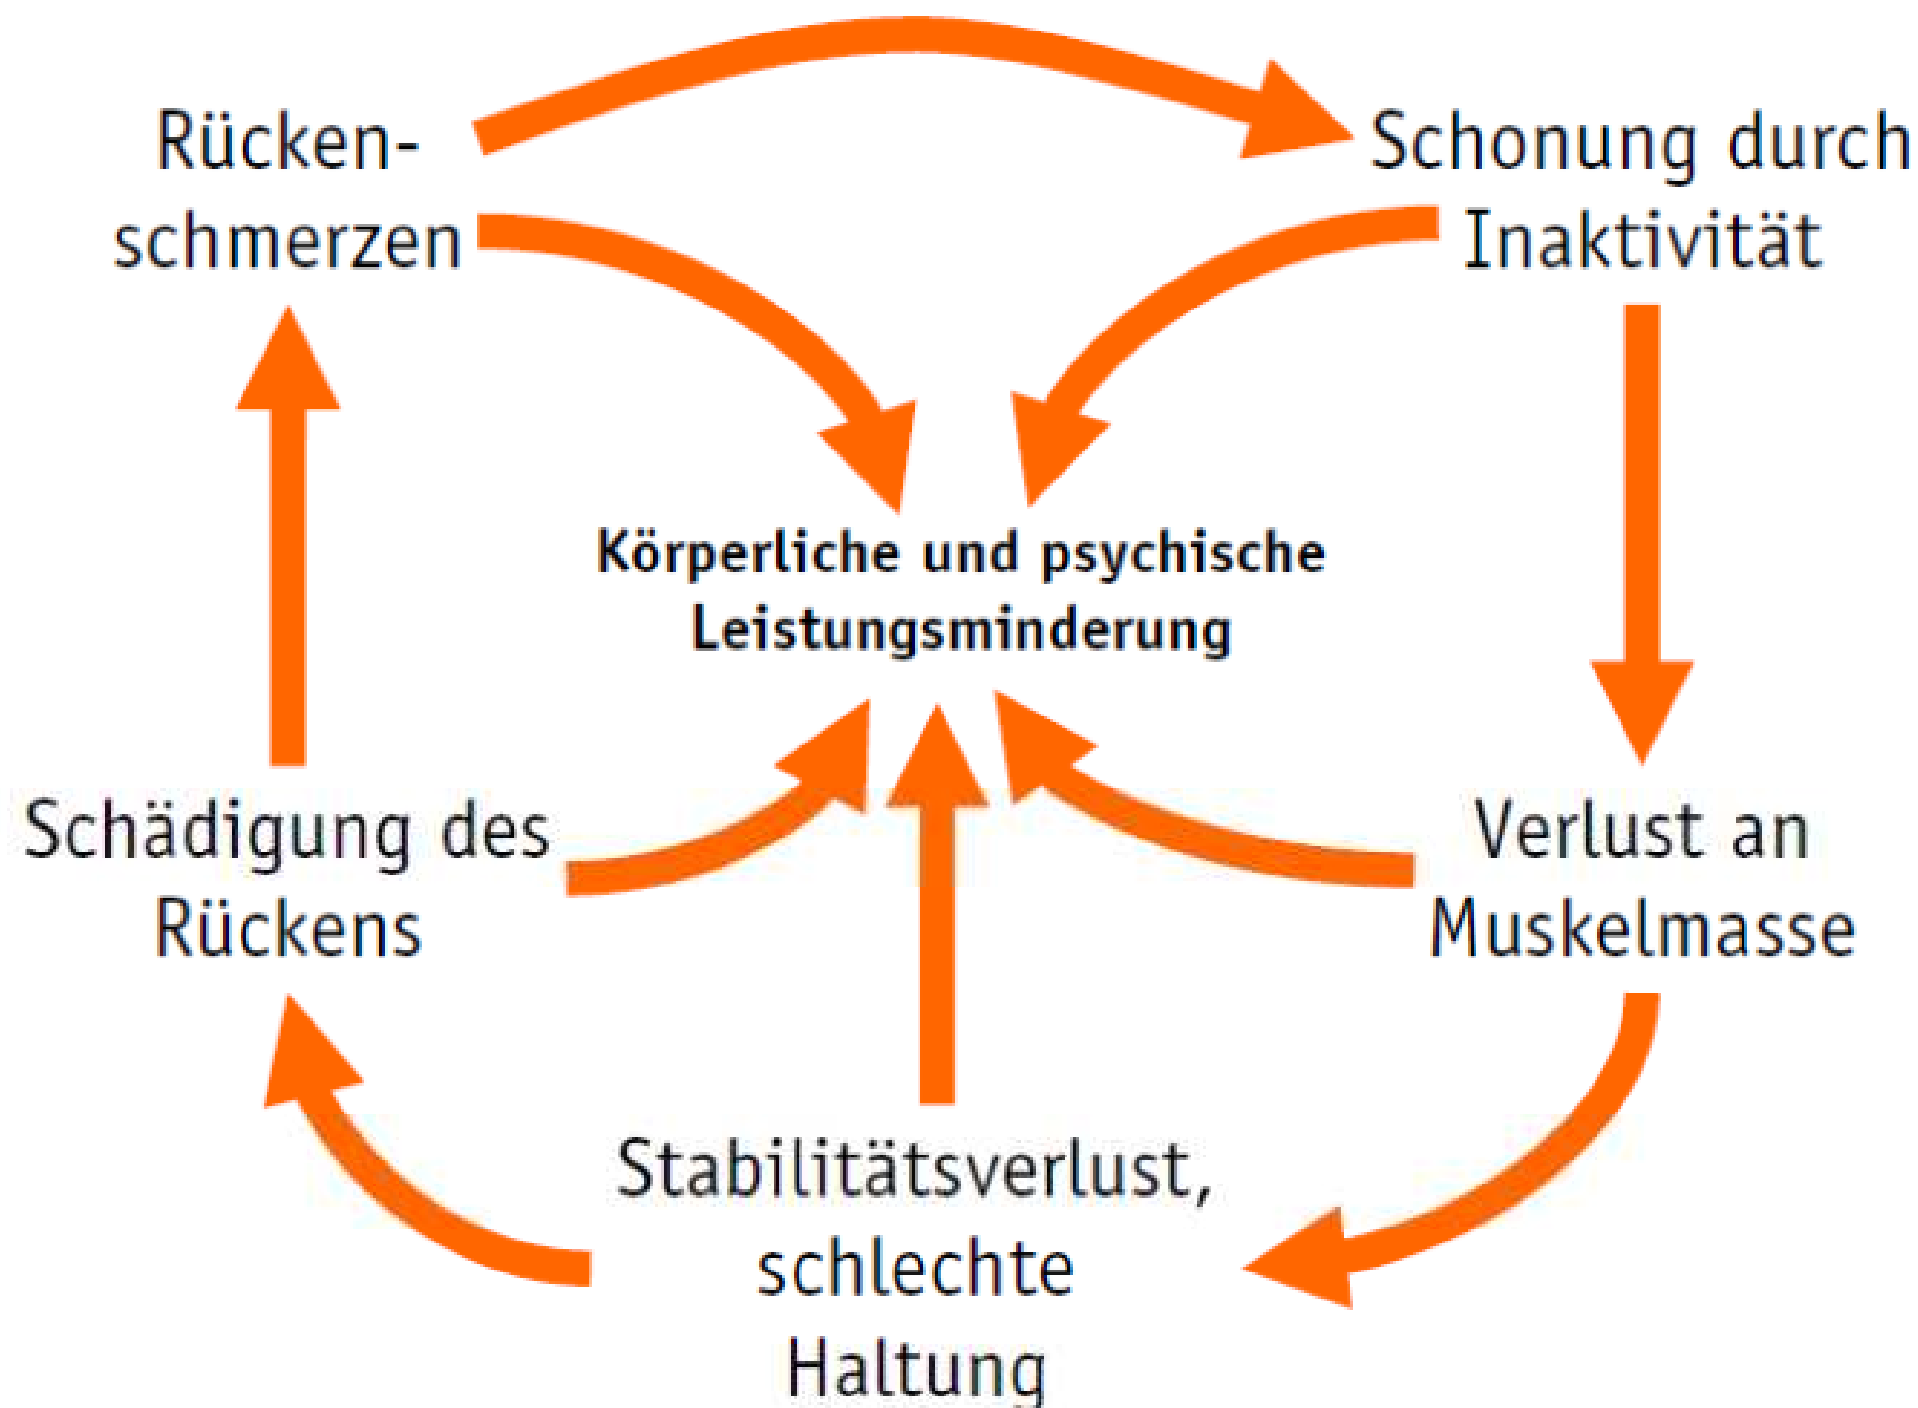 Rücken-
schmerzen
Schonung durch
Inaktivität
Körperliche und psychische
Leistungsminderung
Schädigung des
Rückens
Verlust an
Muskelmasse
Stabilitätsverlust,
schlechte
Haltung